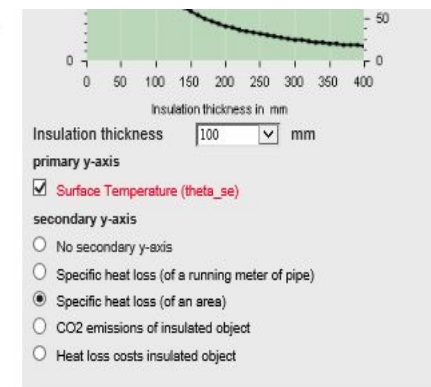 50
0 0
0 50 100 150 200 250 300 350 400
Insulation thickness in mm
Insulation thickness 100 mm
primary y-axis
Surface Temperature (theta_se)
secondary y-axis
No secondary y-axis
Specific heat loss (of a running meter of pipe)
Specific heat loss (of an area)
CO2 emissions of insulated object
Heat loss costs insulated object